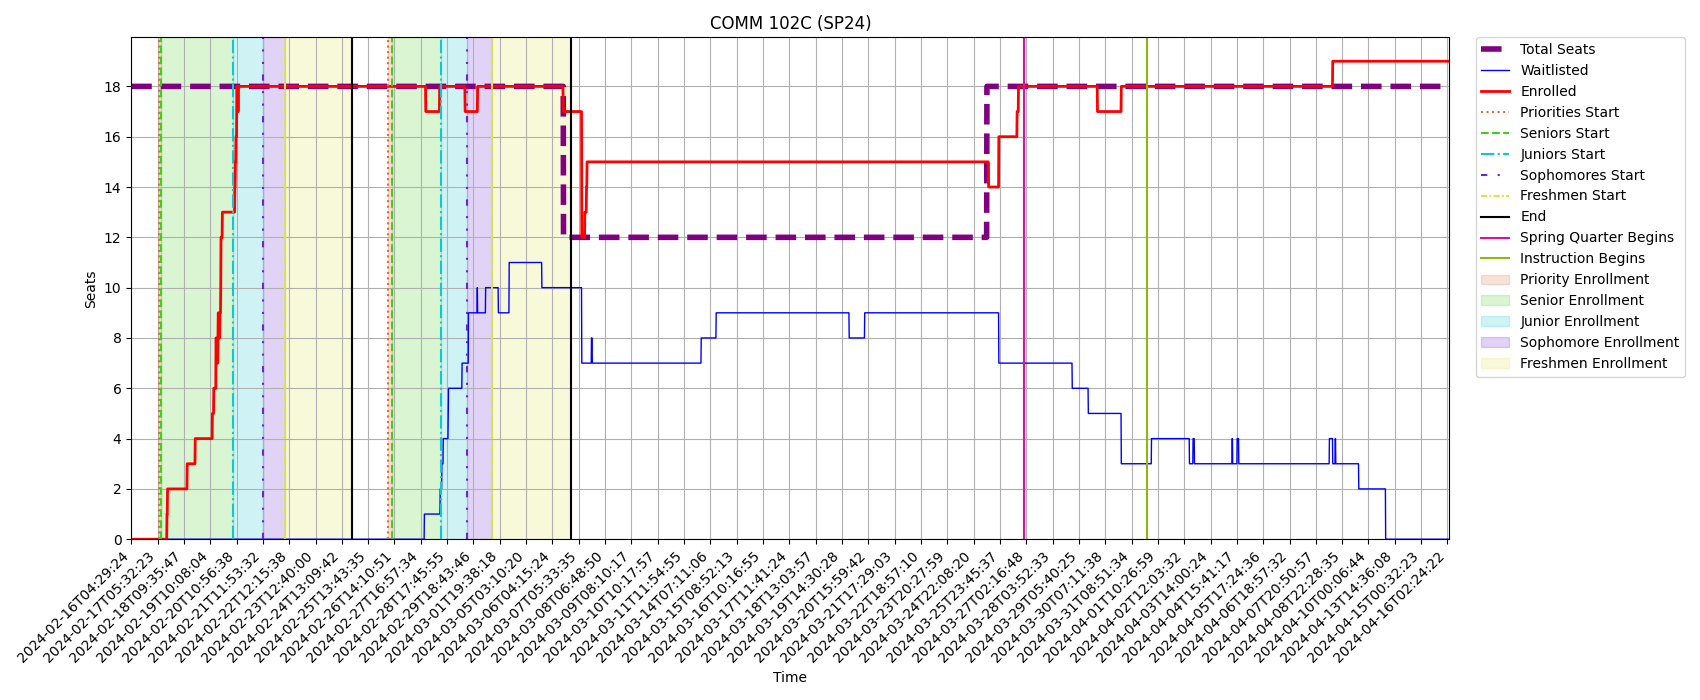 COMM 102C (SP24)
Seats
18
16
14
12
10
8
6
4
2
0
2024-02-16T04:29:24
2024-02-17T05:32:23
2024-02-18T09:35:47
2024-02-19T10:08:04
2024-02-20T10:56:38
2024-02-21T11:53:32
2024-02-22T12:15:38
2024-02-23T12:40:00
2024-02-24T13:09:42
2024-02-25T13:43:35
2024-02-26T14:10:51
2024-02-27T16:57:34
2024-02-28T17:45:55
2024-02-29T18:43:46
2024-03-01T19:38:19
2024-03-05T03:10:20
2024-03-06T04:15:24
2024-03-07T05:33:35
2024-03-08T06:48:50
2024-03-09T08:10:17
2024-03-10T10:17:57
2024-03-11T11:54:55
2024-03-14T07:11:06
2024-03-15T08:52:13
2024-03-16T10:16:55
2024-03-17T11:41:24
2024-03-18T13:03:57
2024-03-19T14:30:28
2024-03-20T15:59:42
2024-03-21T17:29:03
2024-03-22T18:57:10
2024-03-23T20:27:59
2024-03-24T22:08:20
2024-03-25T23:45:37
2024-03-27T02:16:48
2024-03-28T03:52:33
2024-03-29T05:40:25
2024-03-30T07:11:38
2024-03-31T08:51:34
2024-04-01T10:26:59
2024-04-02T12:03:32
2024-04-03T14:00:24
2024-04-04T15:41:17
2024-04-05T17:24:36
2024-04-06T18:57:32
2024-04-07T20:50:57
2024-04-08T22:28:35
2024-04-10T00:06:44
2024-04-13T14:36:08
2024-04-15T00:32:23
2024-04-16T02:24:22
Time
Total Seats
Waitlisted
Enrolled
Priorities Start
Seniors Start
Juniors Start
Sophomores Start
Freshmen Start
End
Spring Quarter Begins
Instruction Begins
Priority Enrollment
Senior Enrollment
Junior Enrollment
Sophomore Enrollment
Freshmen Enrollment